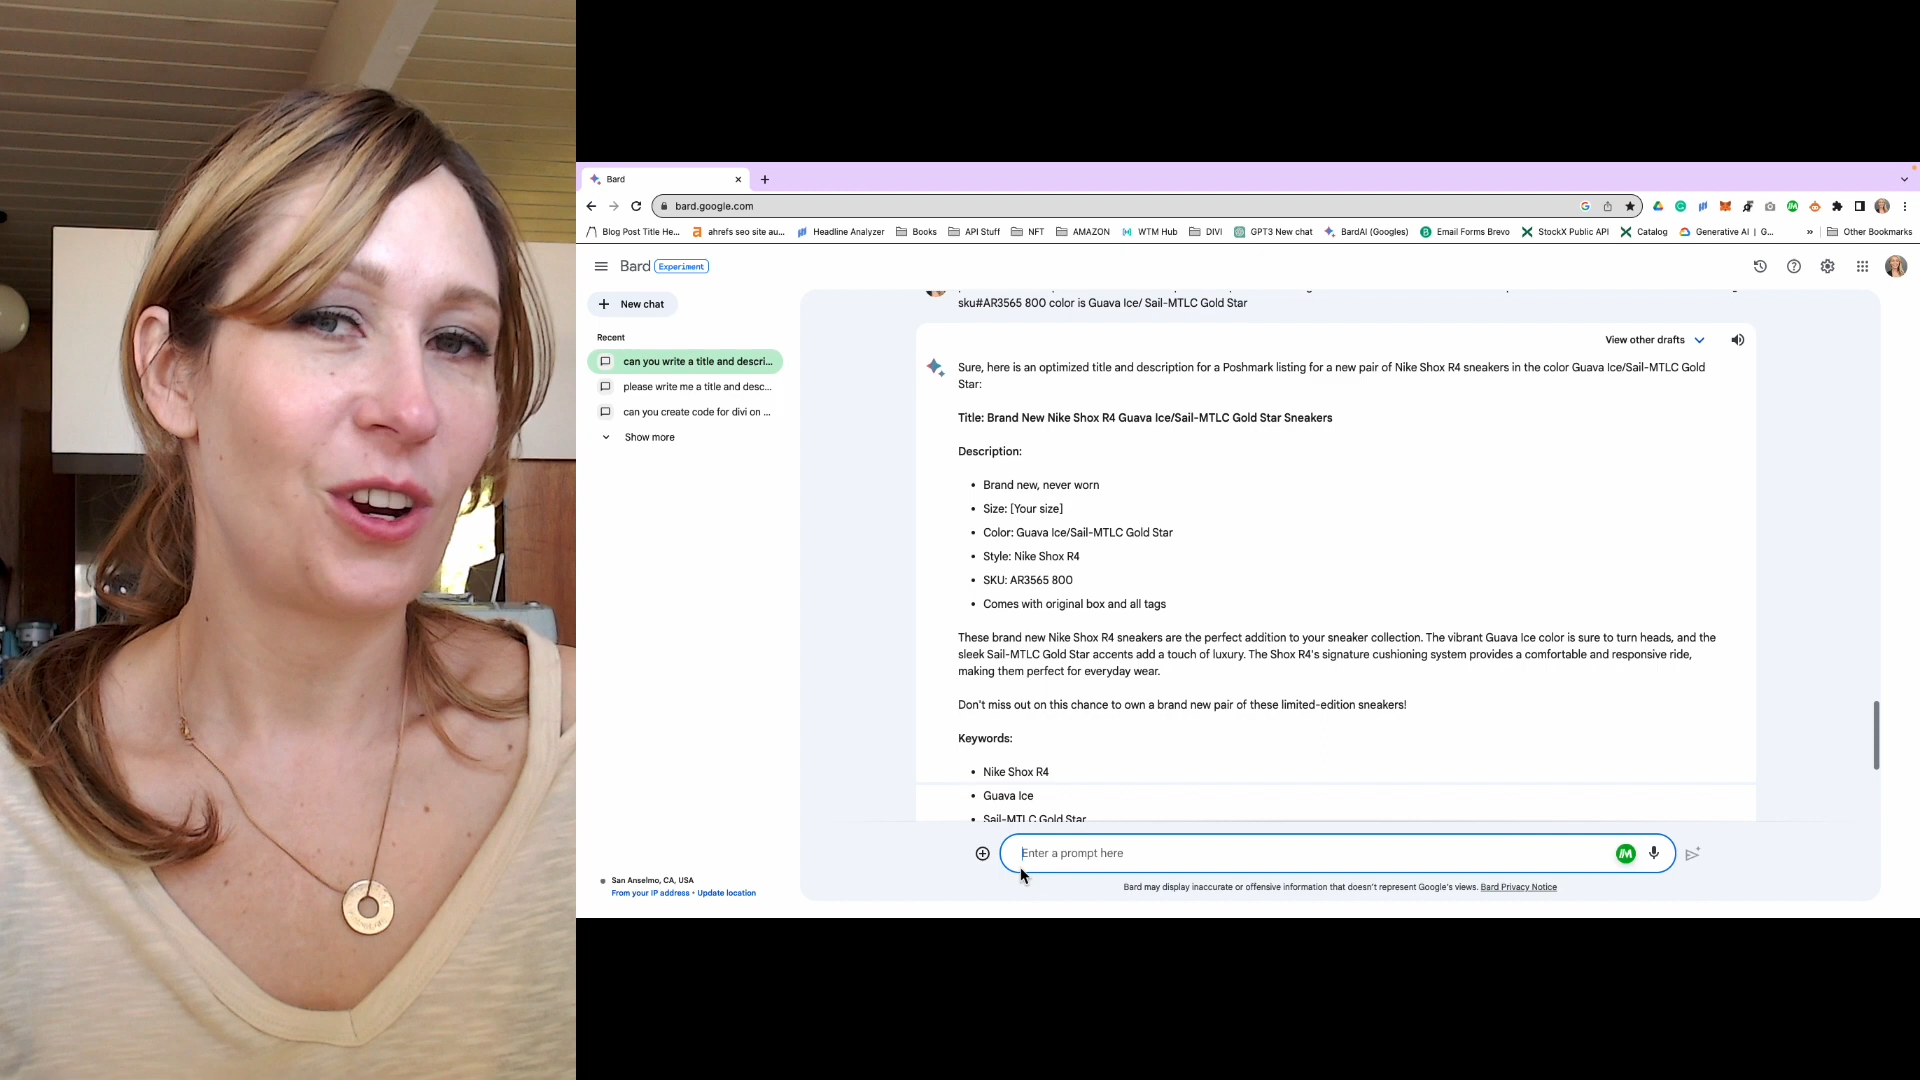 Bard
bard.google.com
Blog Post Title He...
ahrefs seo site au...
Headline Analyzer
Books
API Stuff
NFT
AMAZON
WTM Hub
DIVI
GPT3 New chat
BardAI (Googles)
Email Forms Brevo
StockX Public API
Catalog
Generative AI | G...
»
Other Bookmarks
Bard Experiment
New chat
Recent
can you write a title and descri...
please write me a title and desc...
can you create code for divi on ...
Show more
San Anselmo, CA, USA
From your IP address • Update location
sku#AR3565 800 color is Guava Ice/ Sail-MTLC Gold Star
View other drafts
Sure, here is an optimized title and description for a Poshmark listing for a new pair of Nike Shox R4 sneakers in the color Guava Ice/Sail-MTLC Gold
Star:
Title: Brand New Nike Shox R4 Guava Ice/Sail-MTLC Gold Star Sneakers
Description:
• Brand new, never worn
• Size: [Your size]
• Color: Guava Ice/Sail-MTLC Gold Star
• Style: Nike Shox R4
• SKU: AR3565 800
• Comes with original box and all tags
These brand new Nike Shox R4 sneakers are the perfect addition to your sneaker collection. The vibrant Guava Ice color is sure to turn heads, and the
sleek Sail-MTLC Gold Star accents add a touch of luxury. The Shox R4's signature cushioning system provides a comfortable and responsive ride,
making them perfect for everyday wear.
Don't miss out on this chance to own a brand new pair of these limited-edition sneakers!
Keywords:
• Nike Shox R4
• Guava Ice
• Sail-MTLC Gold Star
Enter a prompt here
Bard may display inaccurate or offensive information that doesn't represent Google's views. Bard Privacy Notice